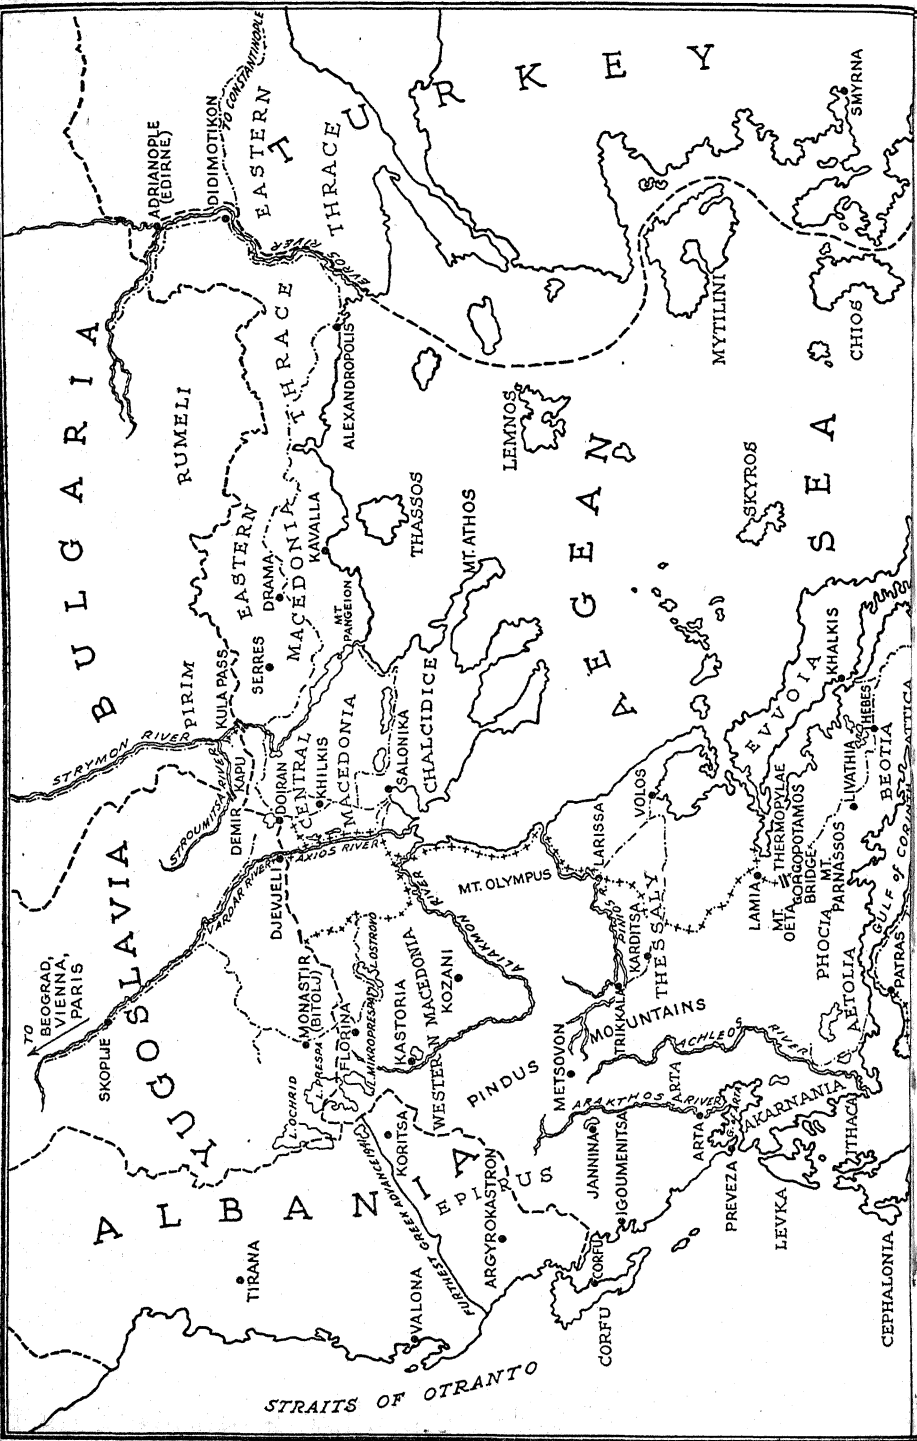 BULGARIA
YUGOSLAVIA
ALBANIA
TURKEY
AEGEAN
SEA
TO
BEOGRAD,
VIENNA,
PARIS
SKOPLJE
VARDAR RIVER
STRYMON RIVER
STROUMITSA RIVER
PIRIM
KULA PASS
RUMELI
ADRIANOPLE
(EDIRNE)
DIDIMOTIKON
TO CONSTANTINOPLE
EASTERN
THRACE
EVROS RIVER
THRACE
ALEXANDROPOLIS
EASTERN
MACEDONIA
DRAMA
KAVALLA
SERRES
MT
PANGEION
DEMIR
KAPU
DOIRAN
KHILKIS
CENTRAL
MACEDONIA
AXIOS RIVER
DJEVJELI
SALONIKA
CHALCIDICE
MT. ATHOS
THASSOS
LEMNOS
MYTILINI
CHIOS
SMYRNA
SKYROS
MONASTIR
(BITOLJ)
FLORINA
L.OCHRID
L.PRESPA
L.MIKROPRESPA
L.OSTROVO
KASTORIA
WESTERN MACEDONIA
KOZANI
ALIAKMON
RIVER
MT. OLYMPUS
LARISSA
VOLOS
PINIOS R.
KARDITSA
THESSALY
TRIKKALA
METSOVON
PINDUS
MOUNTAINS
TIRANA
VALONA
KORITSA
ARGYROKASTRON
EPIRUS
FURTHEST GREEK ADVANCE 1940
STRAITS OF OTRANTO
CORFU
CORFU
IGOUMENITSA
JANNINA
ARAKTHOS RIVER
ARTA
ARTA
G. of ARTA
ACHLEOS
RIVER
PREVEZA
LEVKA
AKARNANIA
ITHACA
CEPHALONIA
AETOLIA
PATRAS
PHOCIA
GULF of CORINTH
LAMIA
MT.
OETA
THERMOPYLAE
GORGOPOTAMOS
BRIDGE
MT.
PARNASSOS
LIVATHIA
BEOTIA
THEBES
ATTICA
EVVOIA
KHALKIS